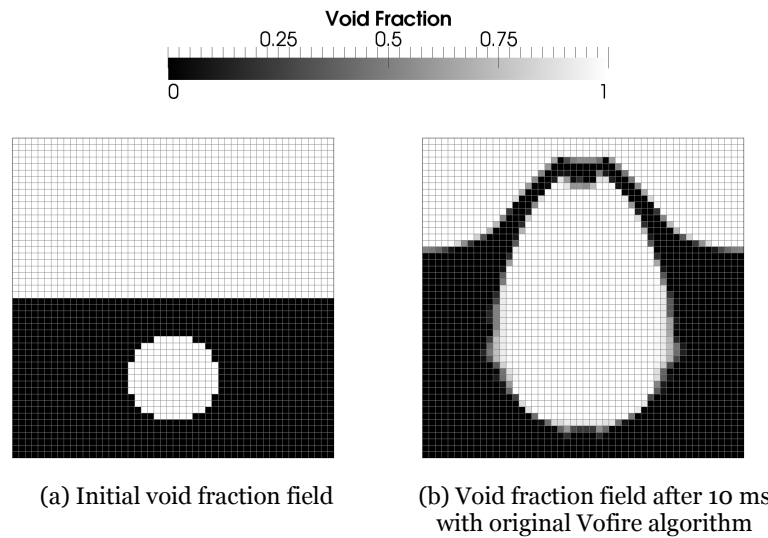 Void Fraction
0.25 0.5 0.75
0 1
(a) Initial void fraction field
(b) Void fraction field after 10 ms
with original Vofire algorithm